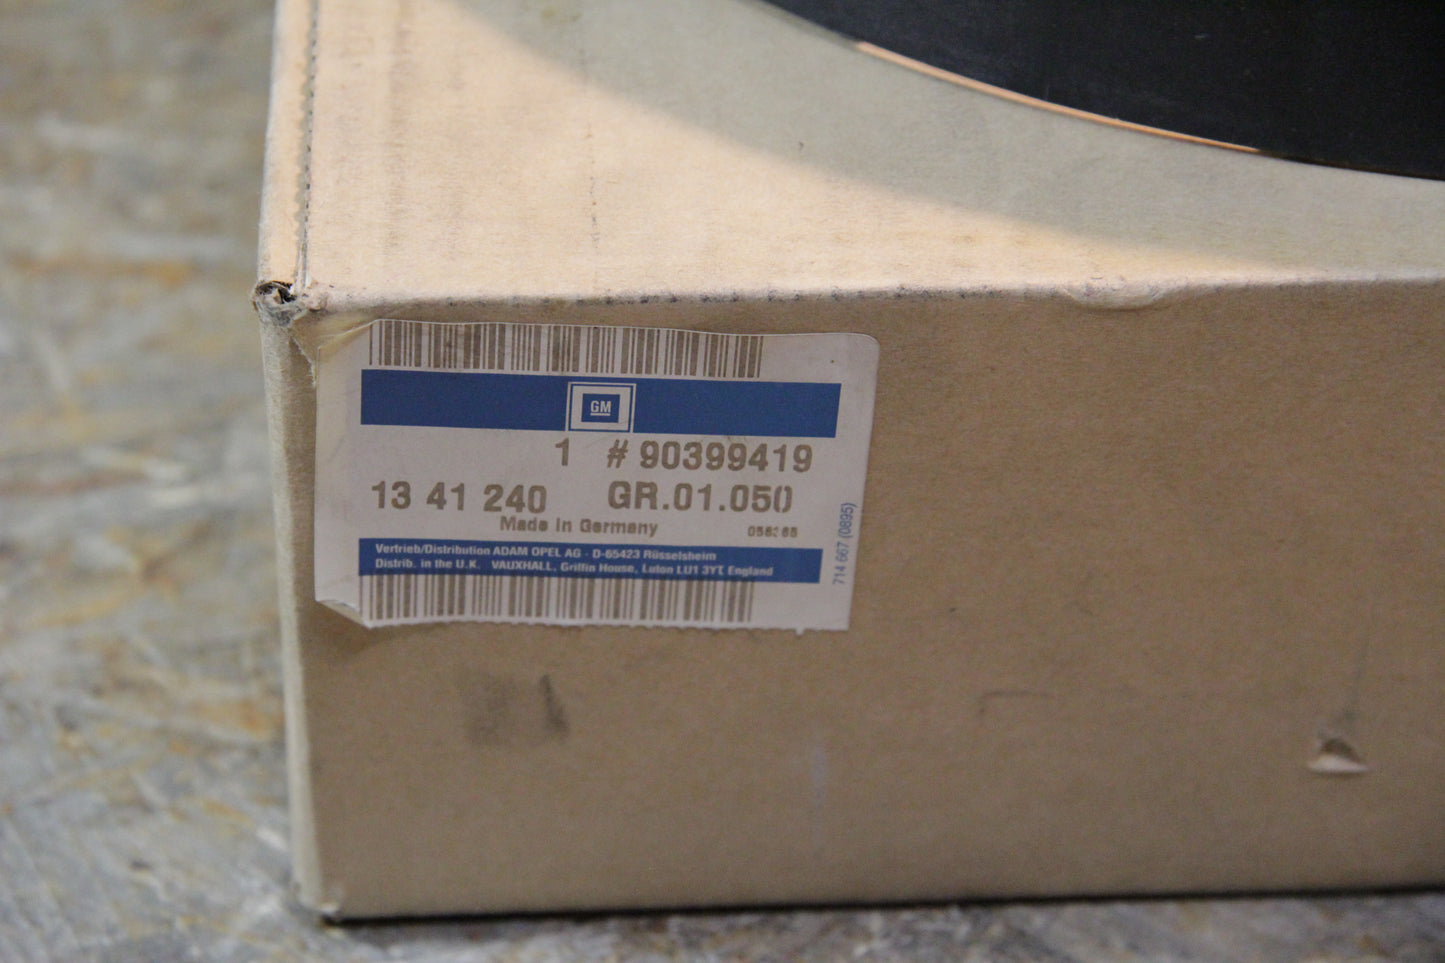 GM
1 # 90399419
13 41 240 GR.01.050
Made in Germany
Vertrieb/Distribution ADAM OPEL AG - D-65423 Rüsselsheim
Distrib. in the U.K. VAUXHALL, Griffin House, Luton LU1 3YT, England
714 667 (0895)